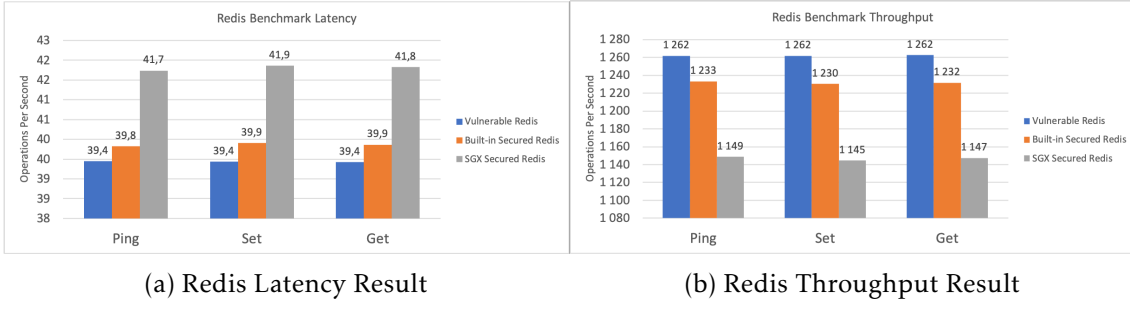 Redis Benchmark Latency
Operations Per Second
43
42
42
41
41
40
40
39
39
38
39,4 39,8 41,7
39,4 39,9 41,9
39,4 39,9 41,8
Ping Set Get
Vulnerable Redis
Built-in Secured Redis
SGX Secured Redis
(a) Redis Latency Result
Redis Benchmark Throughput
Operations Per Second
1 280
1 260
1 240
1 220
1 200
1 180
1 160
1 140
1 120
1 100
1 080
1 262 1 233 1 149
1 262 1 230 1 145
1 262 1 232 1 147
Ping Set Get
Vulnerable Redis
Built-in Secured Redis
SGX Secured Redis
(b) Redis Throughput Result